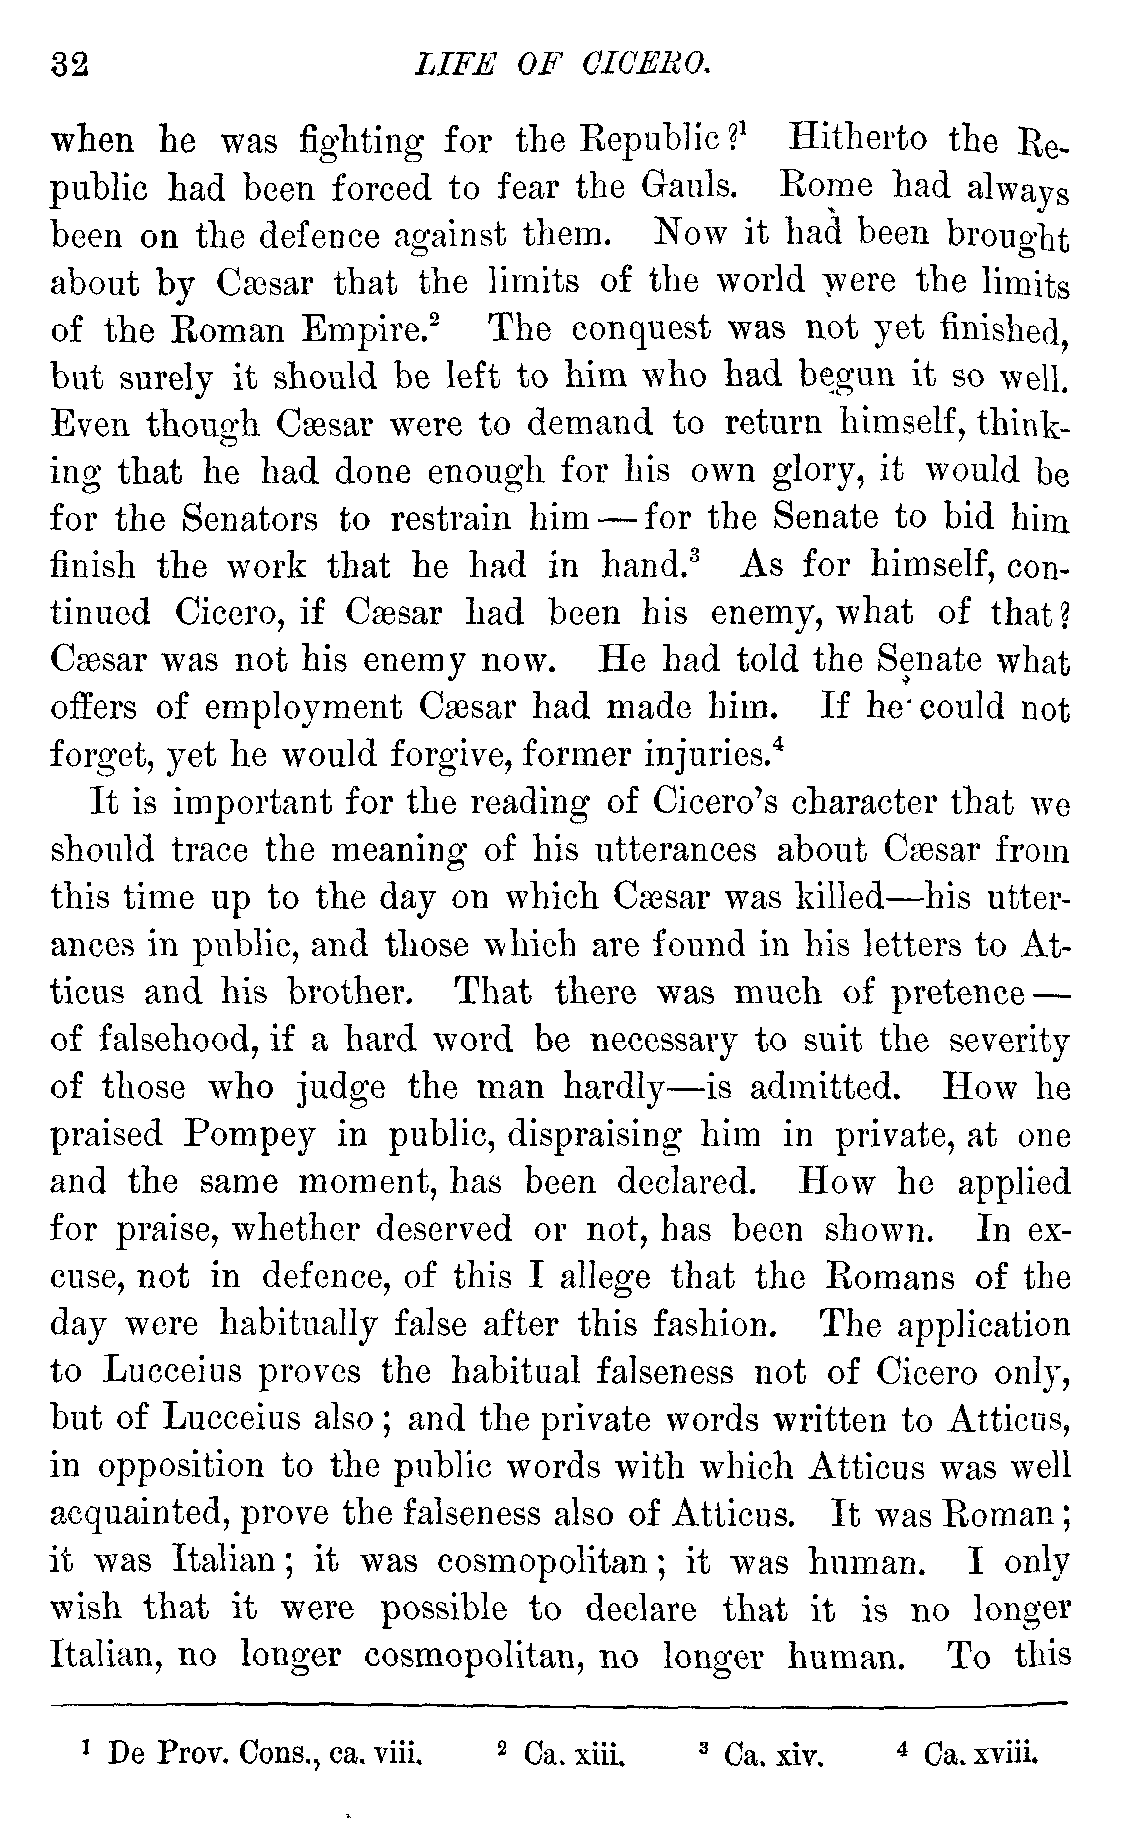 32 LIFE OF CICERO.
when he was fighting for the Republic?¹ Hitherto the Re-
public had been forced to fear the Gauls. Rome had always
been on the defence against them. Now it had been brought
about by Cæsar that the limits of the world were the limits
of the Roman Empire.² The conquest was not yet finished,
but surely it should be left to him who had begun it so well.
Even though Cæsar were to demand to return himself, think-
ing that he had done enough for his own glory, it would be
for the Senators to restrain him—for the Senate to bid him
finish the work that he had in hand.³ As for himself, con-
tinued Cicero, if Cæsar had been his enemy, what of that?
Cæsar was not his enemy now. He had told the Senate what
offers of employment Cæsar had made him. If he could not
forget, yet he would forgive, former injuries.⁴
It is important for the reading of Cicero's character that we
should trace the meaning of his utterances about Cæsar from
this time up to the day on which Cæsar was killed—his utter-
ances in public, and those which are found in his letters to At-
ticus and his brother. That there was much of pretence—
of falsehood, if a hard word be necessary to suit the severity
of those who judge the man hardly—is admitted. How he
praised Pompey in public, dispraising him in private, at one
and the same moment, has been declared. How he applied
for praise, whether deserved or not, has been shown. In ex-
cuse, not in defence, of this I allege that the Romans of the
day were habitually false after this fashion. The application
to Lucceius proves the habitual falseness not of Cicero only,
but of Lucceius also; and the private words written to Atticus,
in opposition to the public words with which Atticus was well
acquainted, prove the falseness also of Atticus. It was Roman;
it was Italian; it was cosmopolitan; it was human. I only
wish that it were possible to declare that it is no longer
Italian, no longer cosmopolitan, no longer human. To this
¹ De Prov. Cons., ca. viii. ² Ca. xiii. ³ Ca. xiv. ⁴ Ca. xviii.